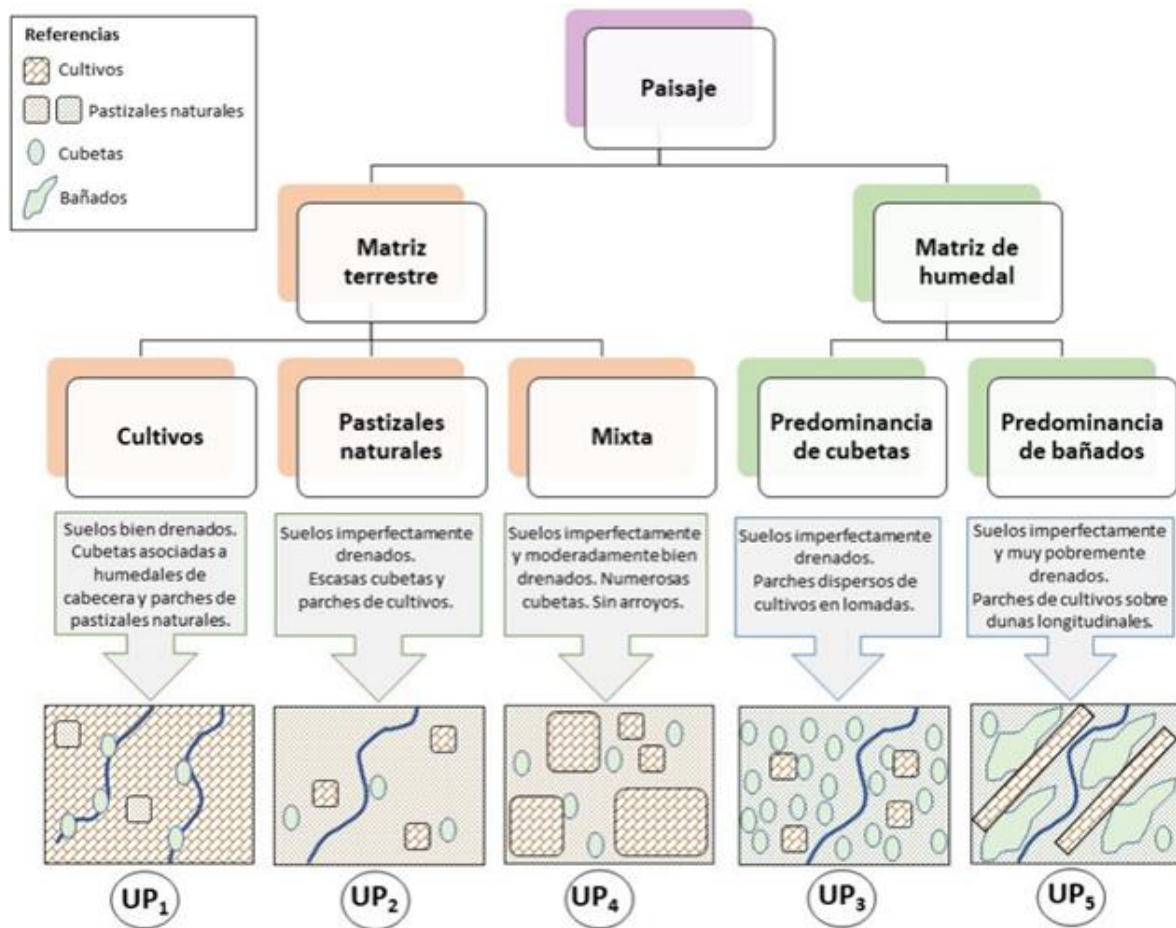 Referencias
Cultivos
Pastizales naturales
Cubetas
Bañados
Paisaje
Matriz
terrestre
Matriz de
humedal
Cultivos
Pastizales
naturales
Mixta
Predominancia
de cubetas
Predominancia
de bañados
Suelos bien drenados.
Cubetas asociadas a
humedales de
cabecera y parches de
pastizales naturales.
Suelos imperfectamente
drenados.
Escasas cubetas y
parches de cultivos.
Suelos imperfectamente
y moderadamente bien
drenados. Numerosas
cubetas. Sin arroyos.
Suelos imperfectamente
drenados.
Parches dispersos de
cultivos en lomadas.
Suelos imperfectamente
y muy pobremente
drenados.
Parches de cultivos sobre
dunas longitudinales.
UP₁
UP₂
UP₄
UP₃
UP₅